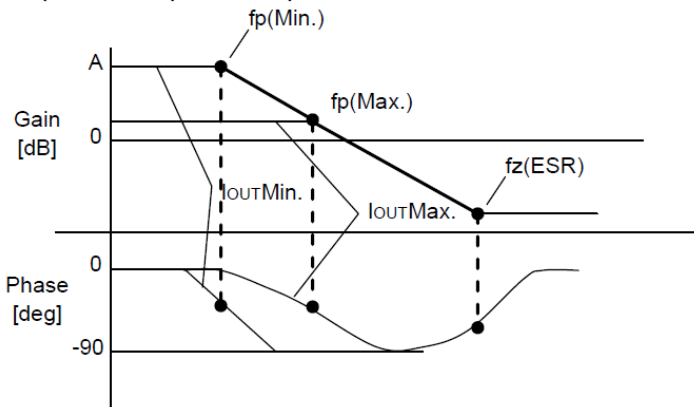 fp(Min.)
A
fp(Max.)
Gain
[dB]
0
fz(ESR)
IOUTMin.
IOUTMax.
0
Phase
[deg]
-90